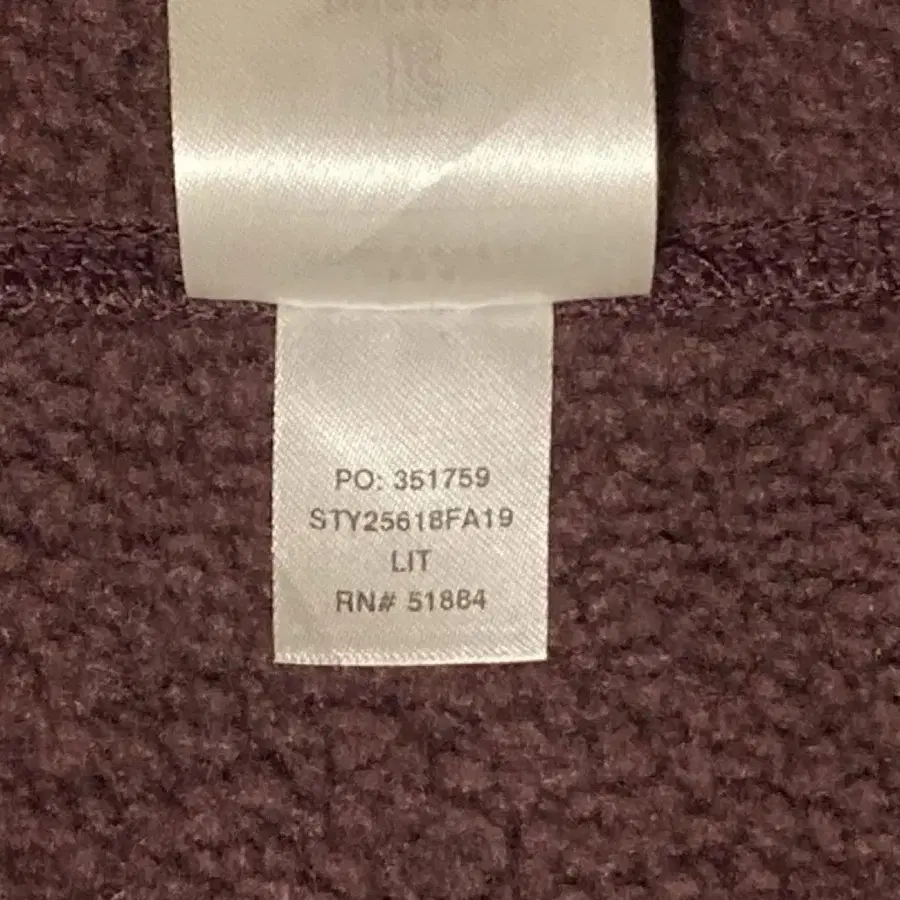 PO: 351759
STY25618FA19
LIT
RN# 51884